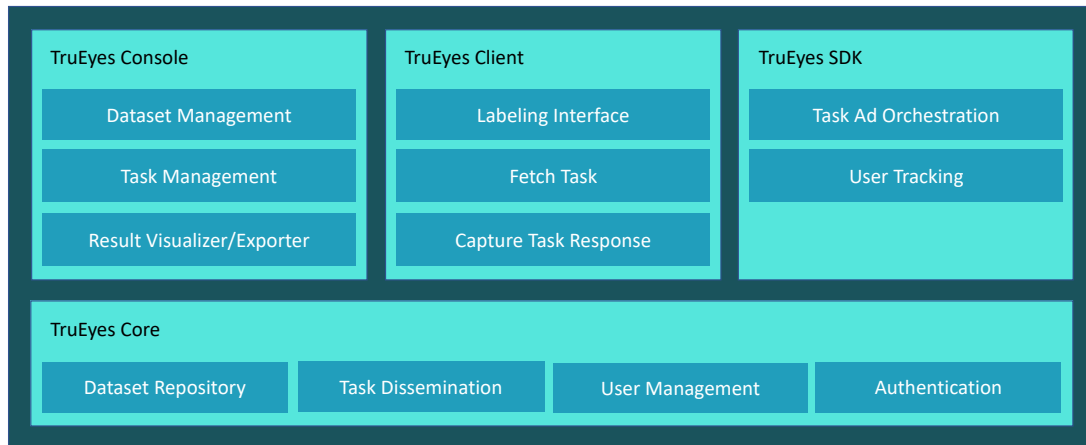 TruEyes Console
Dataset Management
Task Management
Result Visualizer/Exporter
TruEyes Client
Labeling Interface
Fetch Task
Capture Task Response
TruEyes SDK
Task Ad Orchestration
User Tracking
TruEyes Core
Dataset Repository
Task Dissemination
User Management
Authentication